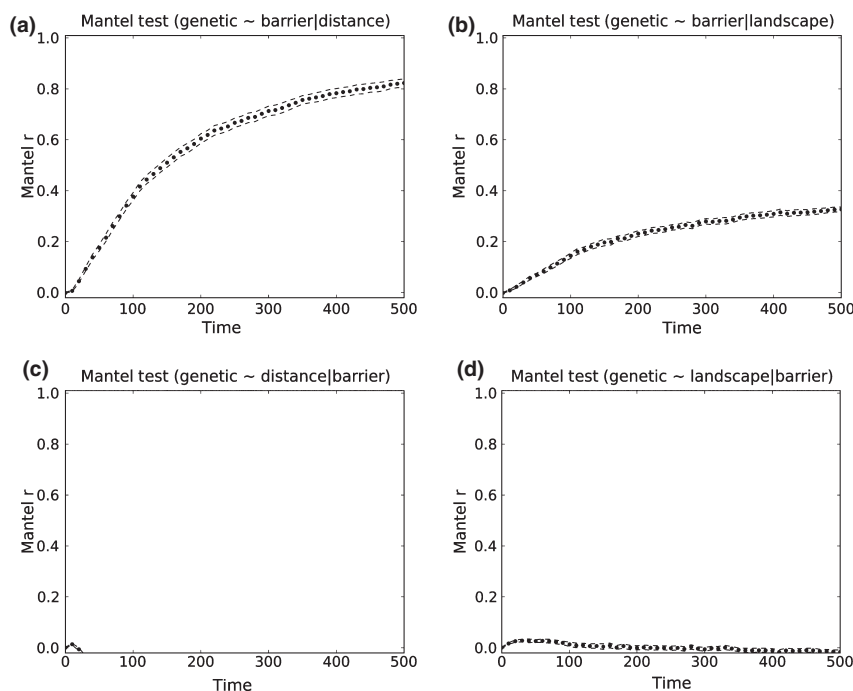 (a) Mantel test (genetic ~ barrier|distance)
1.0
0.8
0.6
0.4
0.2
0.0
Mantel r
0 100 200 300 400 500
Time
(b) Mantel test (genetic ~ barrier|landscape)
1.0
0.8
0.6
0.4
0.2
0.0
Mantel r
0 100 200 300 400 500
Time
(c) Mantel test (genetic ~ distance|barrier)
1.0
0.8
0.6
0.4
0.2
0.0
Mantel r
0 100 200 300 400 500
Time
(d) Mantel test (genetic ~ landscape|barrier)
1.0
0.8
0.6
0.4
0.2
0.0
Mantel r
0 100 200 300 400 500
Time